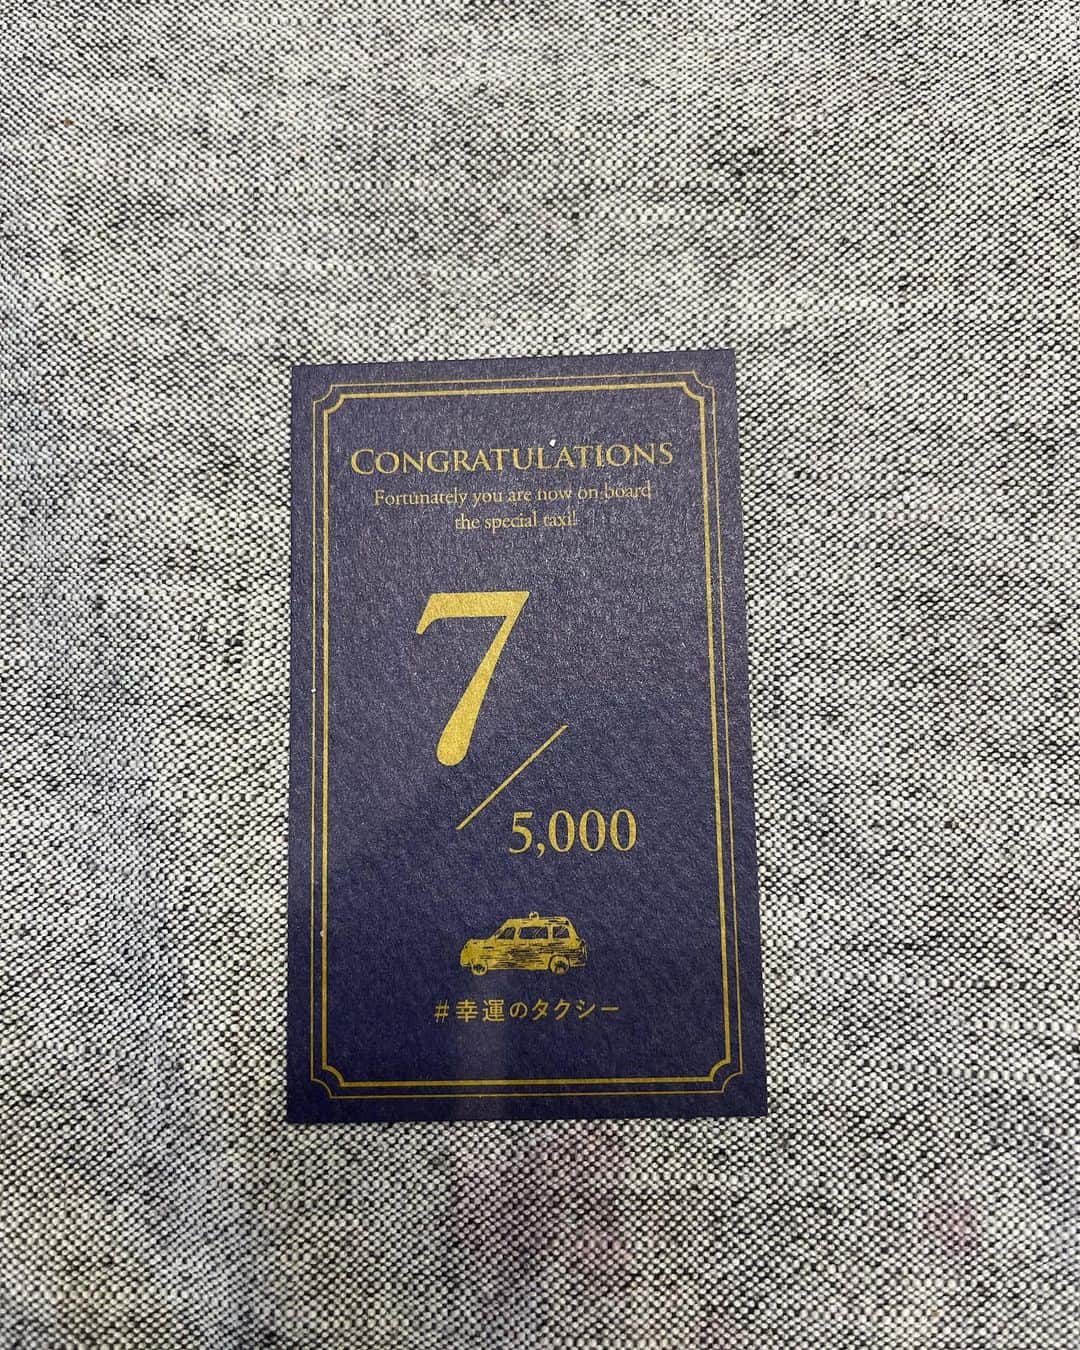 CONGRATULATIONS
Fortunately you are now on board
the special taxi!
7
5,000
#幸運のタクシー